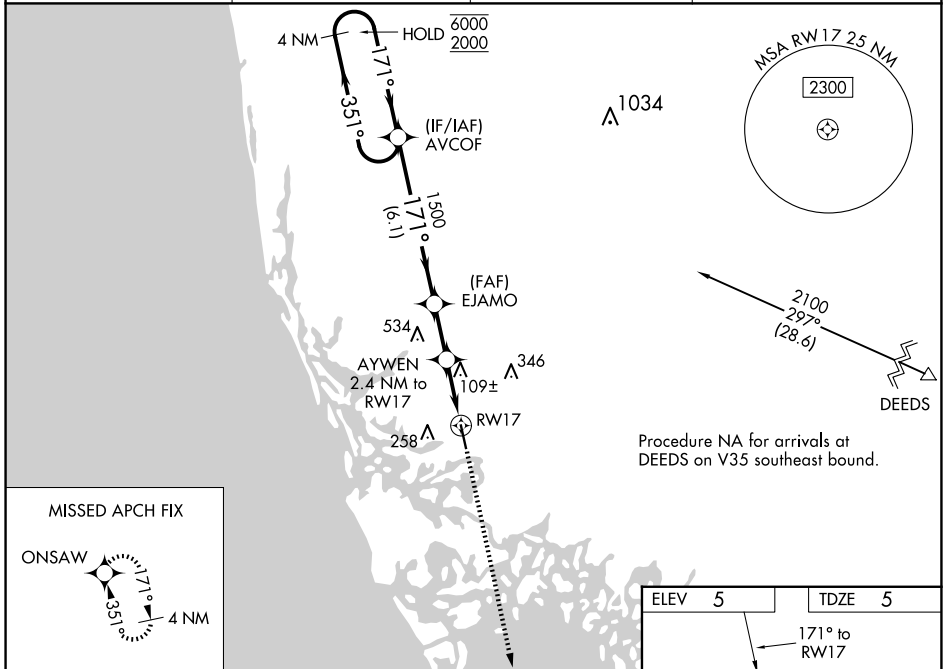 4 NM
HOLD
6000
2000
171°
351°
(IF/IAF)
AVCOF
1034
MSA RW 17 25 NM
2300
1500
171°
(6.1)
(FAF)
EJAMO
534
AYWEN
2.4 NM to
RW17
346
109±
258
RW17
2100
297°
(28.6)
DEEDS
Procedure NA for arrivals at
DEEDS on V35 southeast bound.
MISSED APCH FIX
ONSAW
171°
351°
4 NM
ELEV 5
TDZE 5
171° to
RW17